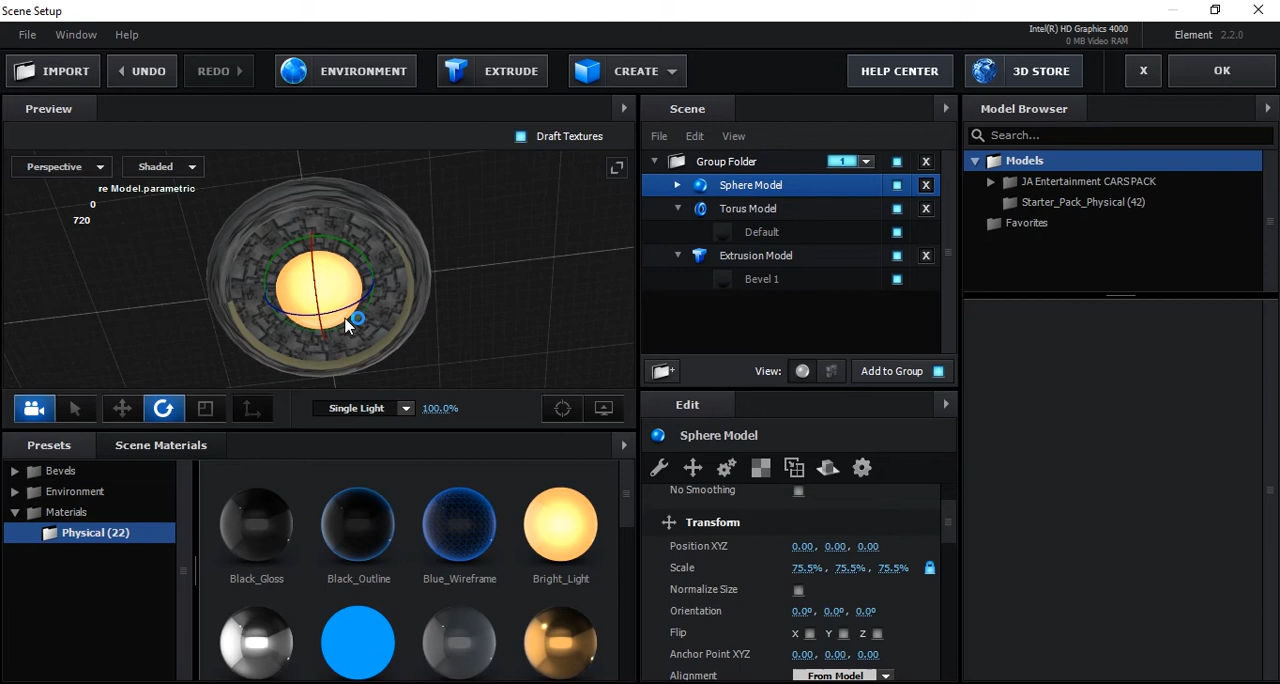 Scene Setup
File Window Help
Intel(R) HD Graphics 4000
0 MB Video RAM
Element 2.2.0
IMPORT UNDO REDO ENVIRONMENT EXTRUDE CREATE HELP CENTER 3D STORE X OK
Preview
Draft Textures
Perspective Shaded
re Model.parametric
0
720
Single Light 100.0%
Presets Scene Materials
Bevels
Environment
Materials
Physical (22)
Black_Gloss Black_Outline Blue_Wireframe Bright_Light
Scene
File Edit View
Group Folder 1 X
Sphere Model X
Torus Model X
Default
Extrusion Model X
Bevel 1
View: Add to Group
Edit
Sphere Model
No Smoothing
Transform
Position XYZ 0.00, 0.00, 0.00
Scale 75.5%, 75.5%, 75.5%
Normalize Size
Orientation 0.0º, 0.0º, 0.0º
Flip X Y Z
Anchor Point XYZ 0.00, 0.00, 0.00
Alignment From Model
Model Browser
Search...
Models
JA Entertainment CARSPACK
Starter_Pack_Physical (42)
Favorites